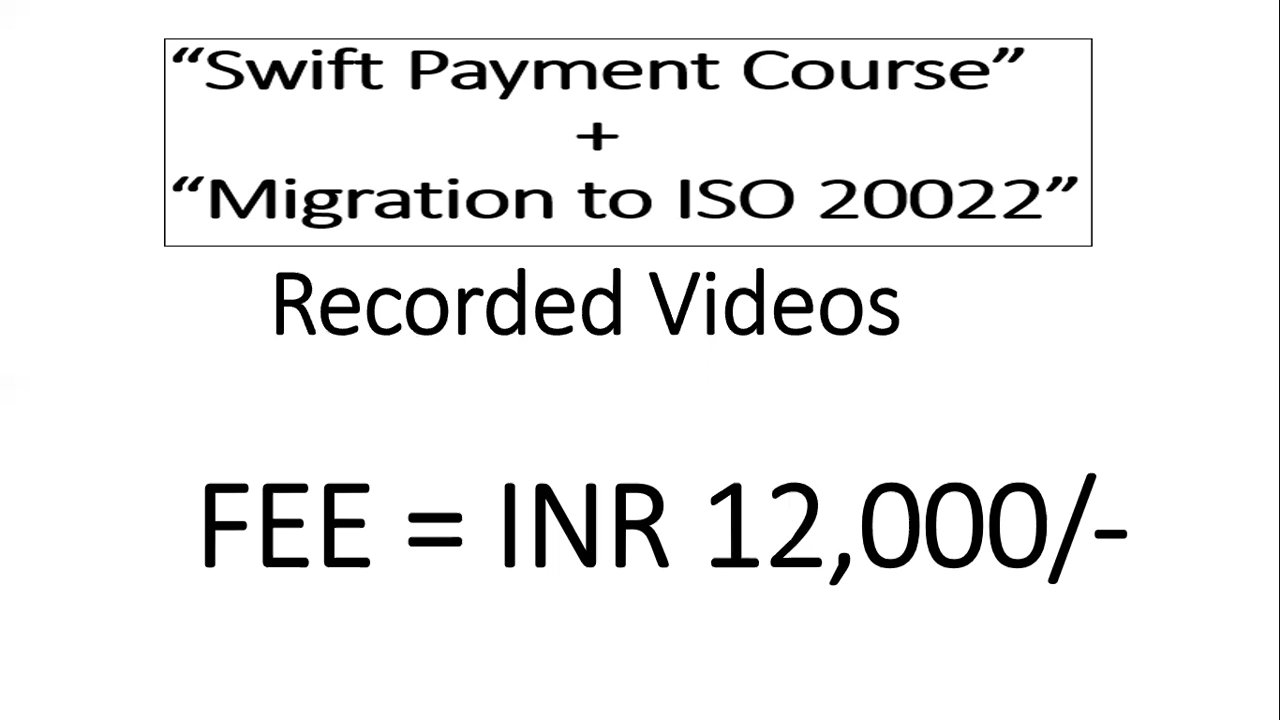 “Swift Payment Course”
+
“Migration to ISO 20022”
Recorded Videos
FEE = INR 12,000/-